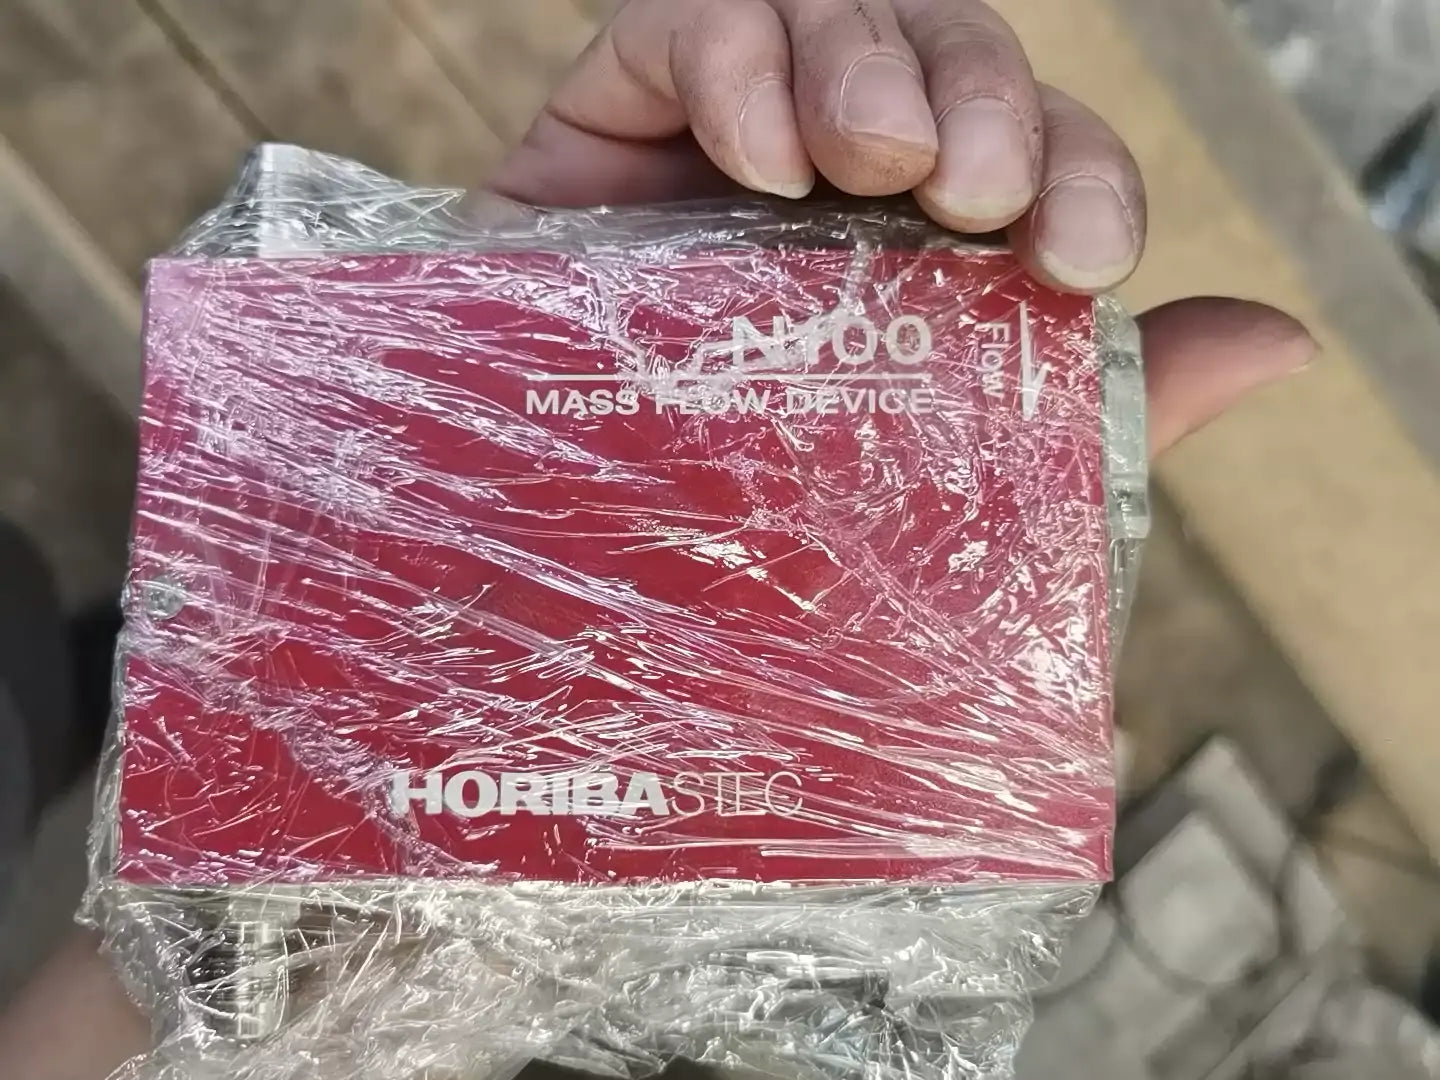 N100
MASS FLOW DEVICE
Flow
HORIBASTEC